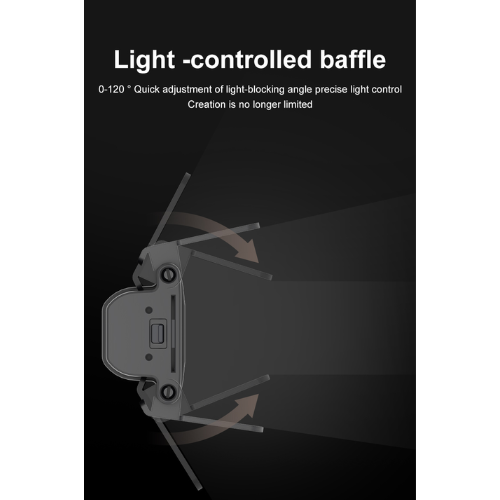 Light -controlled baffle
0-120 ° Quick adjustment of light-blocking angle precise light control
Creation is no longer limited